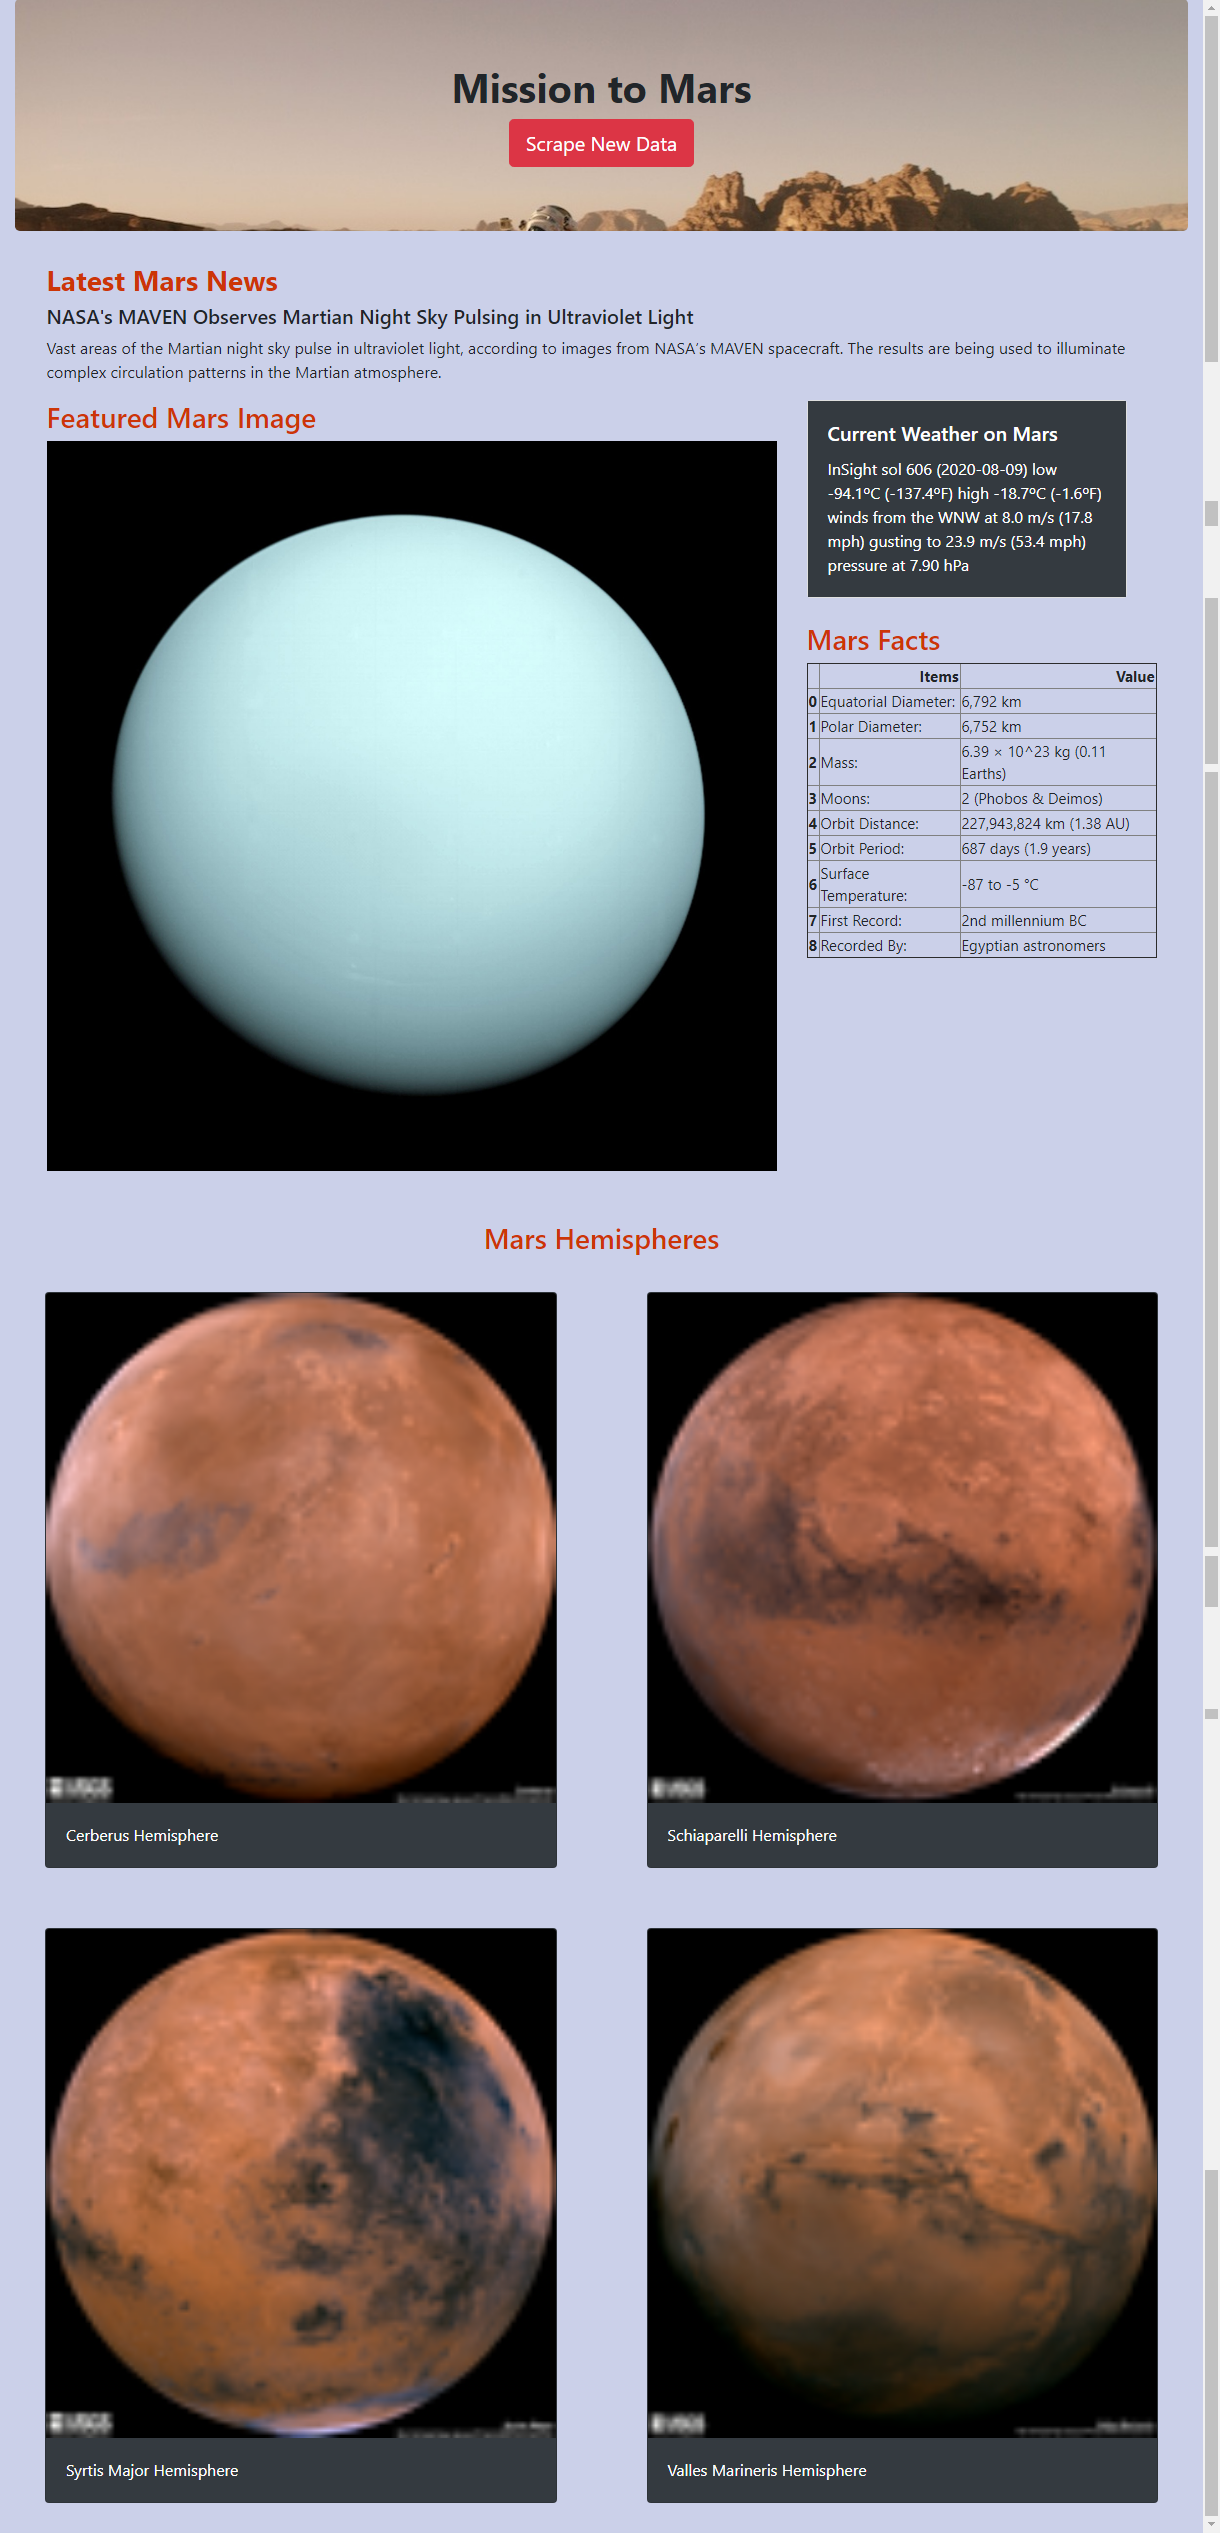 Mission to Mars
Scrape New Data
Latest Mars News
NASA's MAVEN Observes Martian Night Sky Pulsing in Ultraviolet Light
Vast areas of the Martian night sky pulse in ultraviolet light, according to images from NASA's MAVEN spacecraft. The results are being used to illuminate
complex circulation patterns in the Martian atmosphere.
Featured Mars Image
Current Weather on Mars
InSight sol 606 (2020-08-09) low
-94.1ºC (-137.4ºF) high -18.7ºC (-1.6ºF)
winds from the WNW at 8.0 m/s (17.8
mph) gusting to 23.9 m/s (53.4 mph)
pressure at 7.90 hPa
Mars Facts
Items Value
0 Equatorial Diameter: 6,792 km
1 Polar Diameter: 6,752 km
2 Mass: 6.39 × 10^23 kg (0.11
Earths)
3 Moons: 2 (Phobos & Deimos)
4 Orbit Distance: 227,943,824 km (1.38 AU)
5 Orbit Period: 687 days (1.9 years)
6 Surface
Temperature: -87 to -5 °C
7 First Record: 2nd millennium BC
8 Recorded By: Egyptian astronomers
Mars Hemispheres
USGS
USGS
Cerberus Hemisphere
Schiaparelli Hemisphere
USGS
USGS
Syrtis Major Hemisphere
Valles Marineris Hemisphere